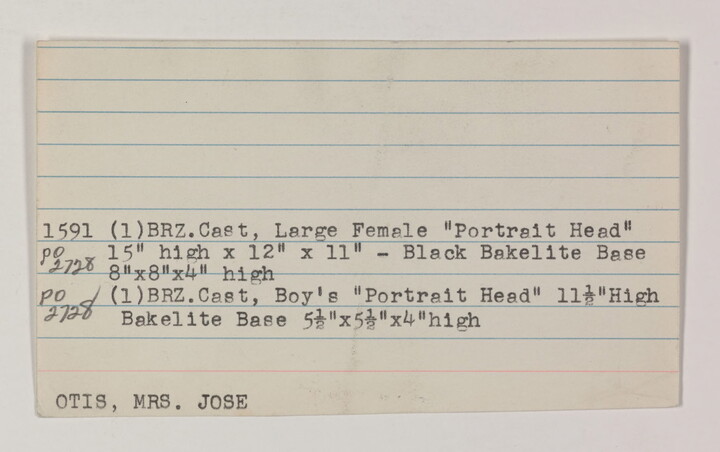 1591 (1)BRZ.Cast, Large Female "Portrait Head"
PO 15" high x 12" x 11" - Black Bakelite Base
2728 8"x8"x4" high
PO (1)BRZ.Cast, Boy's "Portrait Head" 11½"High
2728 Bakelite Base 5½"x5½"x4"high
OTIS, MRS. JOSE